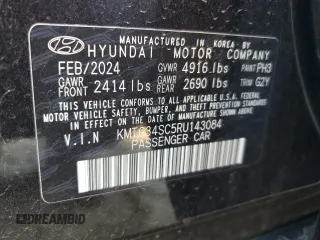 MANUFACTURED IN KOREA BY
HYUNDAI MOTOR COMPANY
FEB/2024 GVWR 4916 lbs PAINT PH3
GAWR FRONT 2414 lbs GAWR REAR 2690 lbs TRIM GZY
THIS VEHICLE CONFORMS TO ALL APPLICABLE FEDERAL
MOTOR VEHICLE SAFETY, BUMPER, AND
THEFT PREVENTION STANDARDS IN EFFECT ON THE DATE OF
MANUFACTURE SHOWN ABOVE.
V.I.N 34SC5RU143084
PASSENGER CAR
DREAMBID